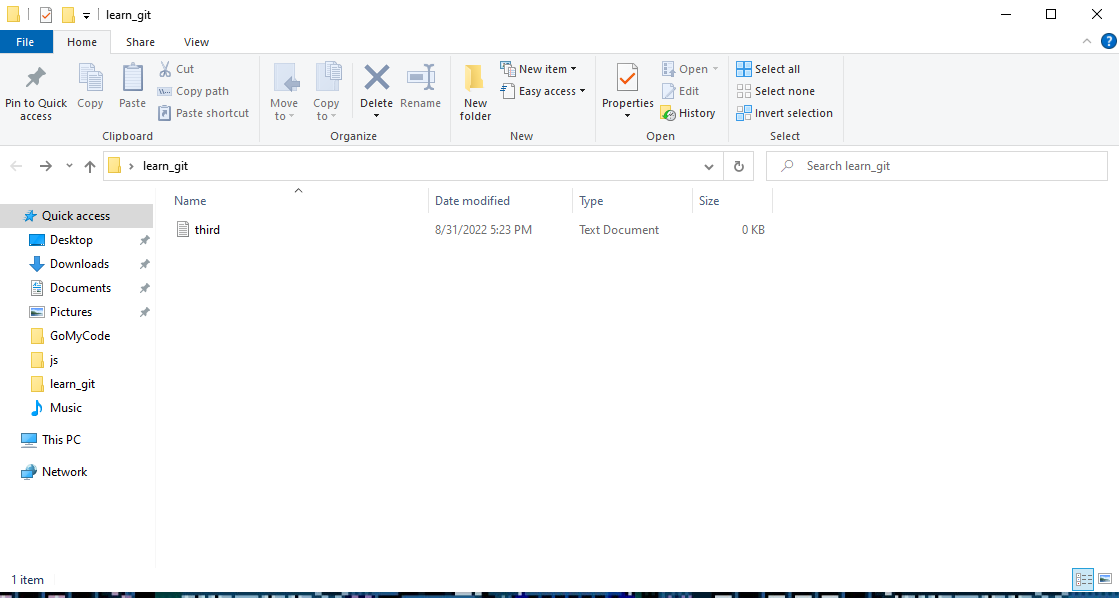 learn_git
File Home Share View
Pin to Quick access
Copy
Paste
Cut
Copy path
Paste shortcut
Clipboard
Move to
Copy to
Delete
Rename
Organize
New folder
New item
Easy access
New
Properties
Open
Edit
History
Open
Select all
Select none
Invert selection
Select
learn_git
Search learn_git
Name Date modified Type Size
third 8/31/2022 5:23 PM Text Document 0 KB
Quick access
Desktop
Downloads
Documents
Pictures
GoMyCode
js
learn_git
Music
This PC
Network
1 item